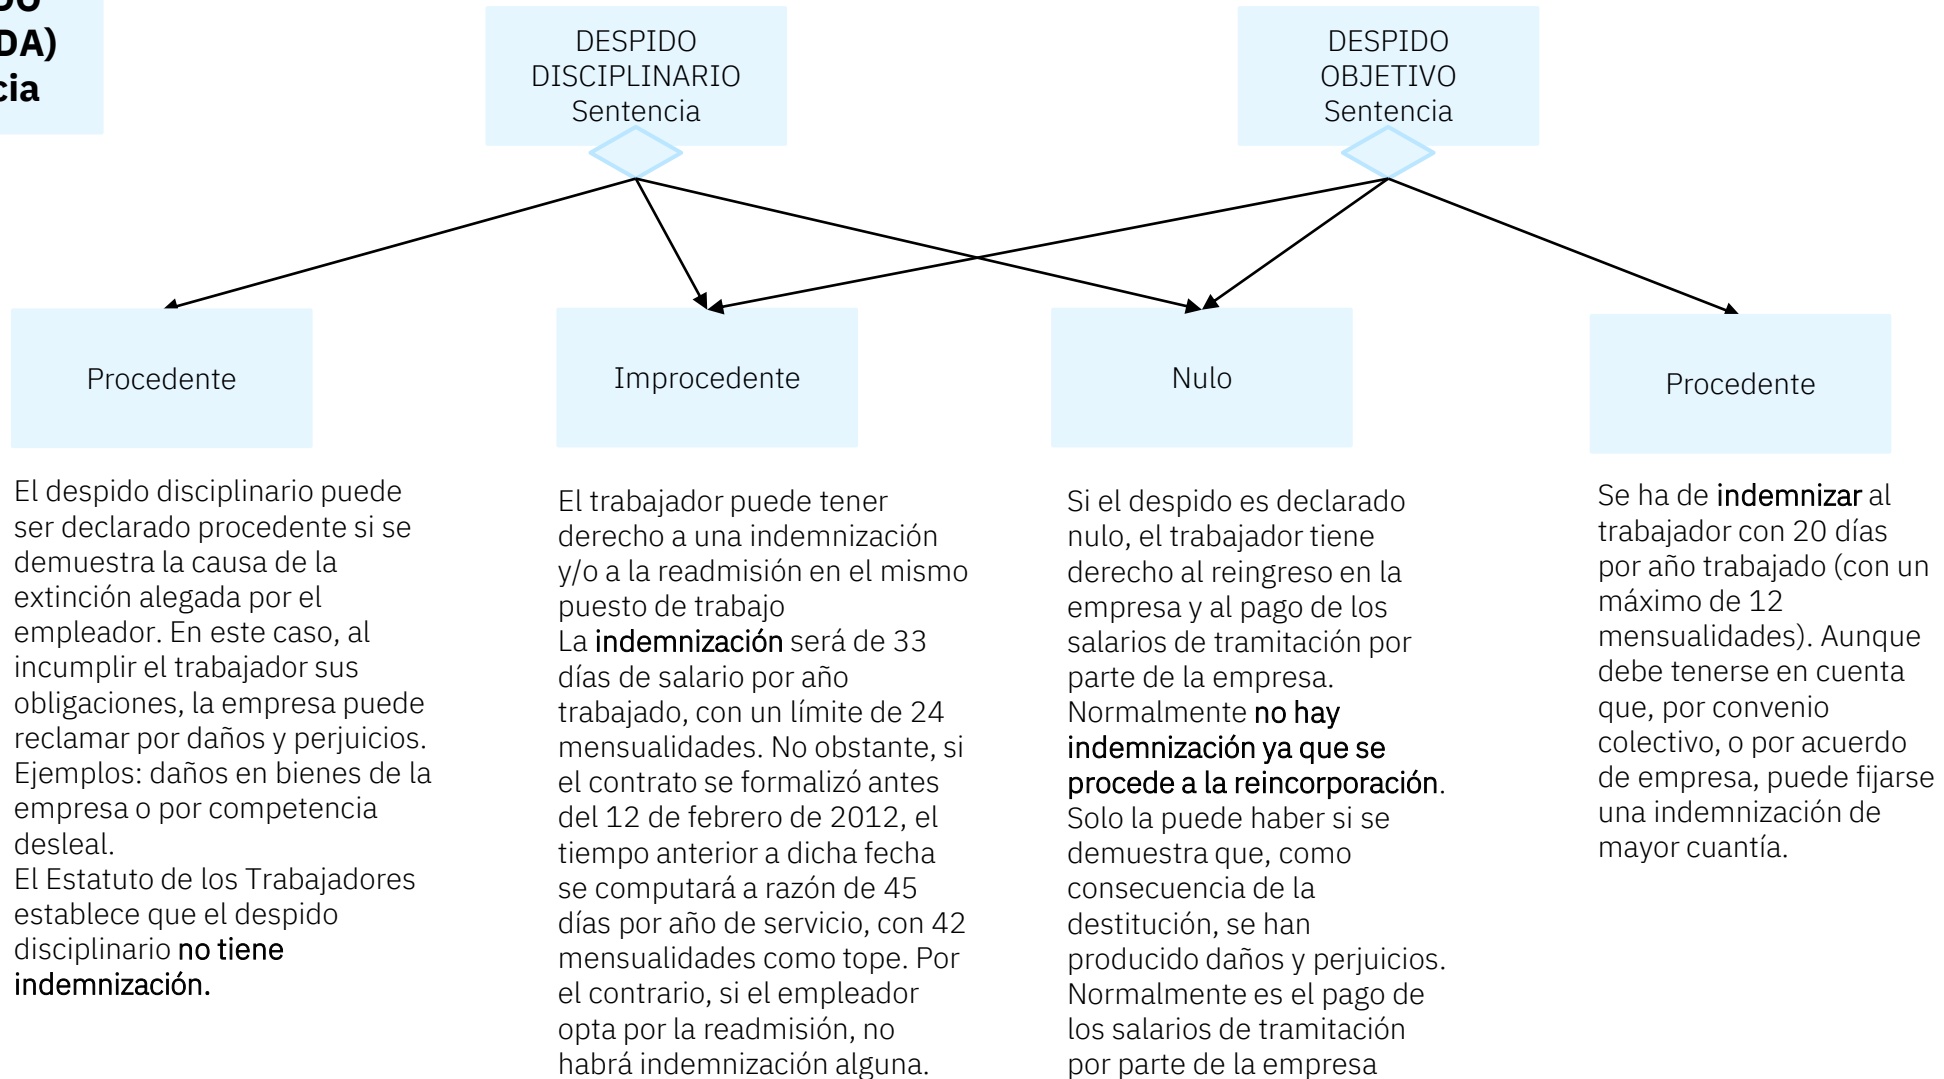 DA)
cia
DESPIDO
DISCIPLINARIO
Sentencia
DESPIDO
OBJETIVO
Sentencia
Procedente
Improcedente
Nulo
Procedente
El despido disciplinario puede
ser declarado procedente si se
demuestra la causa de la
extinción alegada por el
empleador. En este caso, al
incumplir el trabajador sus
obligaciones, la empresa puede
reclamar por daños y perjuicios.
Ejemplos: daños en bienes de la
empresa o por competencia
desleal.
El Estatuto de los Trabajadores
establece que el despido
disciplinario no tiene
indemnización.
El trabajador puede tener
derecho a una indemnización
y/o a la readmisión en el mismo
puesto de trabajo
La indemnización será de 33
días de salario por año
trabajado, con un límite de 24
mensualidades. No obstante, si
el contrato se formalizó antes
del 12 de febrero de 2012, el
tiempo anterior a dicha fecha
se computará a razón de 45
días por año de servicio, con 42
mensualidades como tope. Por
el contrario, si el empleador
opta por la readmisión, no
habrá indemnización alguna.
Si el despido es declarado
nulo, el trabajador tiene
derecho al reingreso en la
empresa y al pago de los
salarios de tramitación por
parte de la empresa.
Normalmente no hay
indemnización ya que se
procede a la reincorporación.
Solo la puede haber si se
demuestra que, como
consecuencia de la
destitución, se han
producido daños y perjuicios.
Normalmente es el pago de
los salarios de tramitación
por parte de la empresa
Se ha de indemnizar al
trabajador con 20 días
por año trabajado (con un
máximo de 12
mensualidades). Aunque
debe tenerse en cuenta
que, por convenio
colectivo, o por acuerdo
de empresa, puede fijarse
una indemnización de
mayor cuantía.